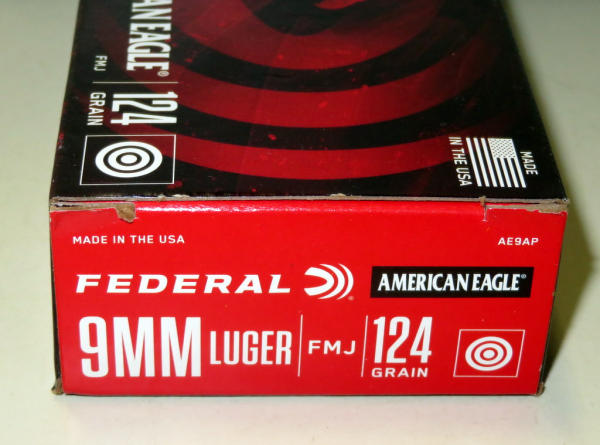 AN EAGLE®
FMJ
124
GRAIN
MADE
IN THE USA
MADE IN THE USA
AE9AP
FEDERAL®
AMERICAN EAGLE®
9MM LUGER FMJ 124
GRAIN